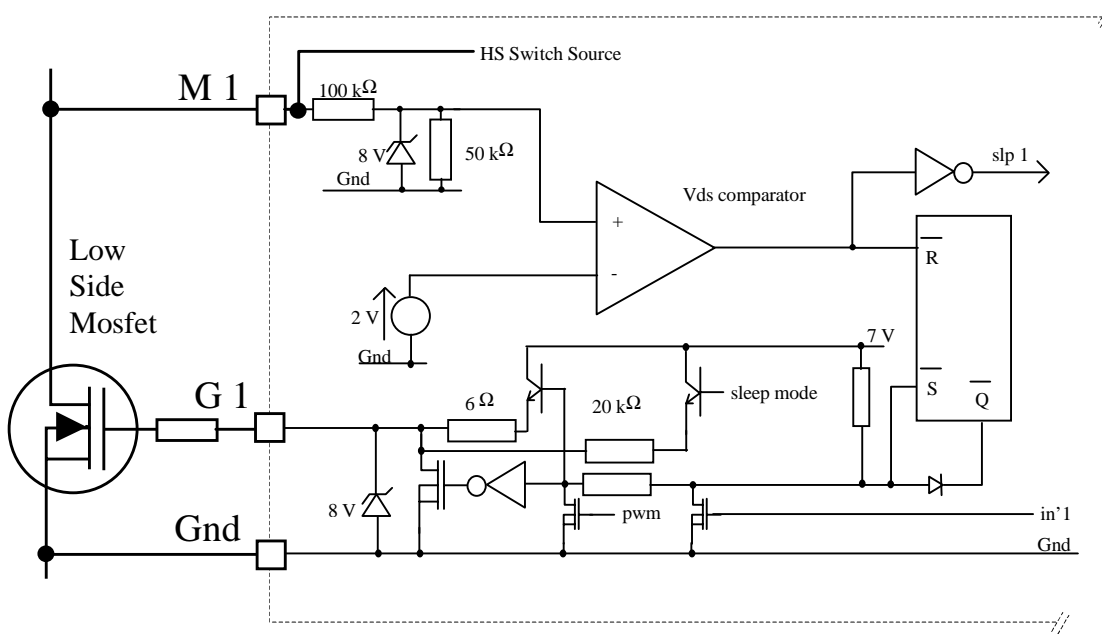 HS Switch Source
M 1
100 kΩ
8 V
50 kΩ
Gnd
slp 1
Vds comparator
+
R
Low
Side
Mosfet
-
2 V
Gnd
7 V
S
Q
sleep mode
G 1
6 Ω
20 kΩ
8 V
pwm
in'1
Gnd
Gnd